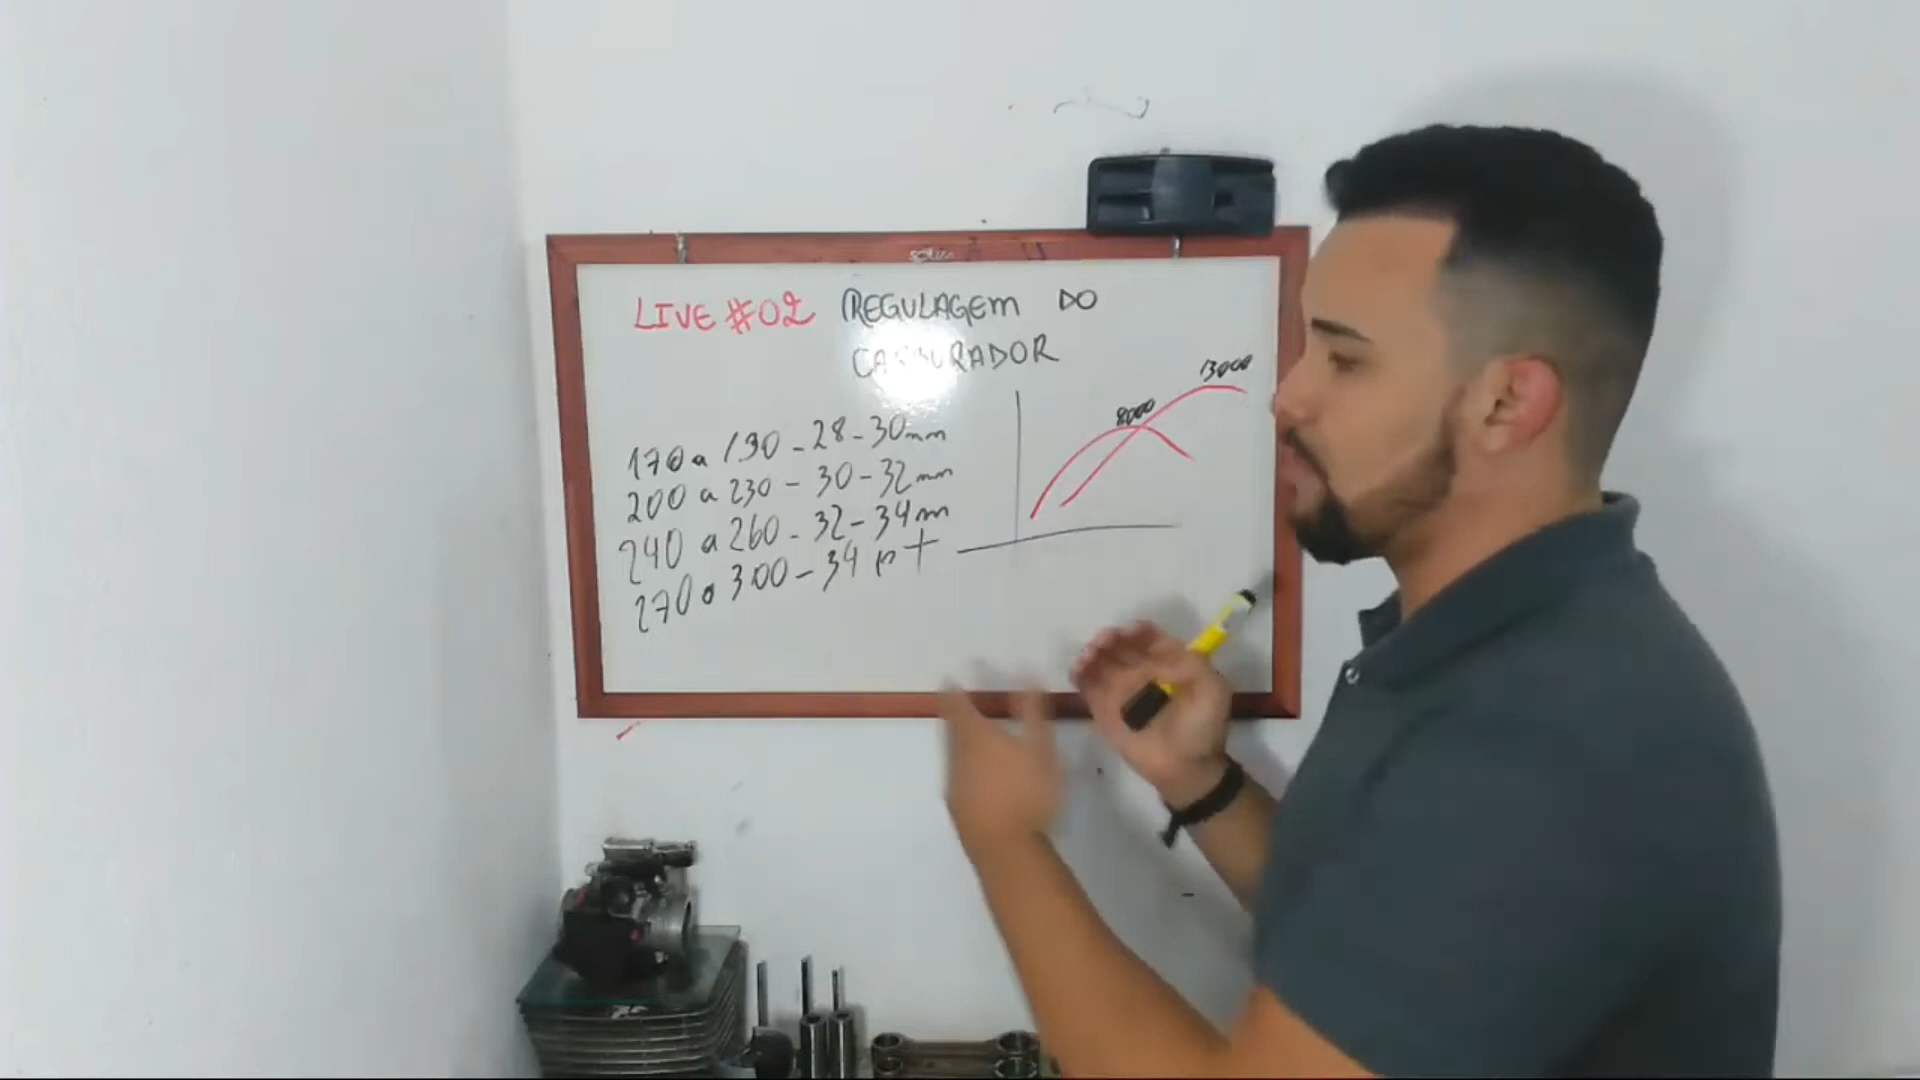 LIVE #02 REGULAGEM DO
CARBURADOR
170 a 190 - 28 - 30mm
200 a 230 - 30 - 32mm
240 a 260 - 32 - 34mm
270 a 300 - 34 p +
8000
13000